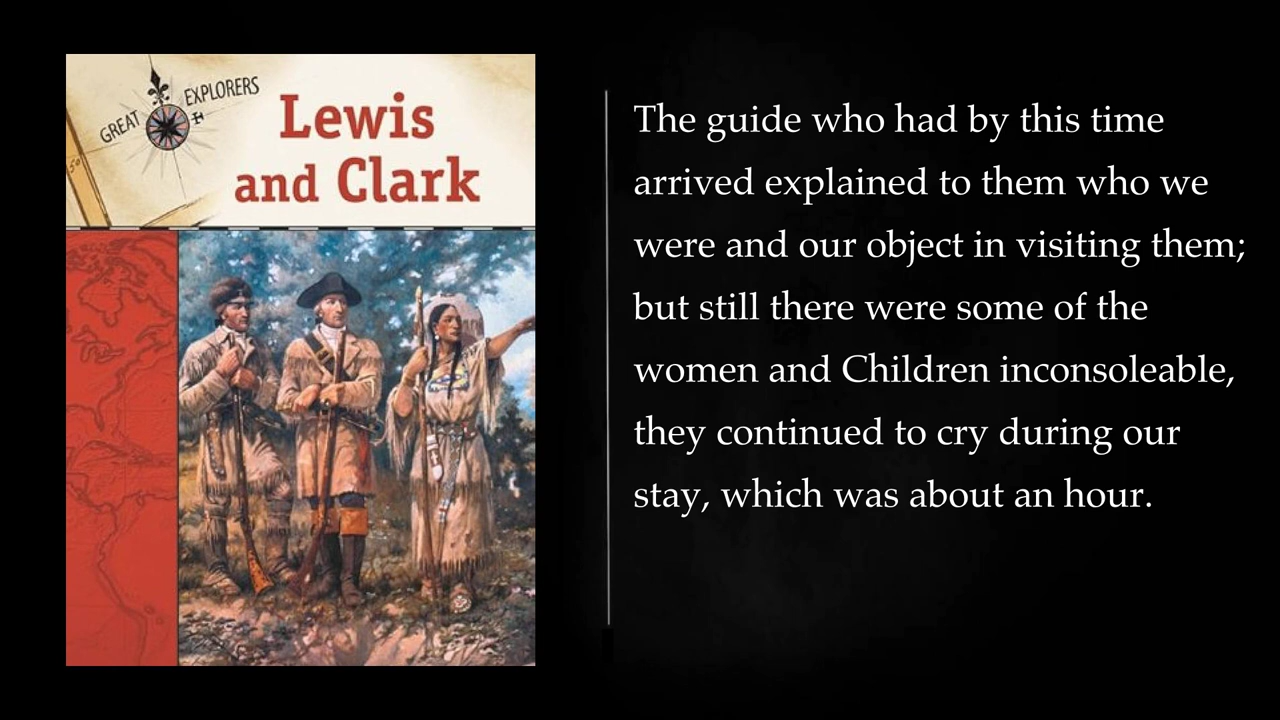 GREAT EXPLORERS
Lewis
and Clark
50
The guide who had by this time
arrived explained to them who we
were and our object in visiting them;
but still there were some of the
women and Children inconsoleable,
they continued to cry during our
stay, which was about an hour.